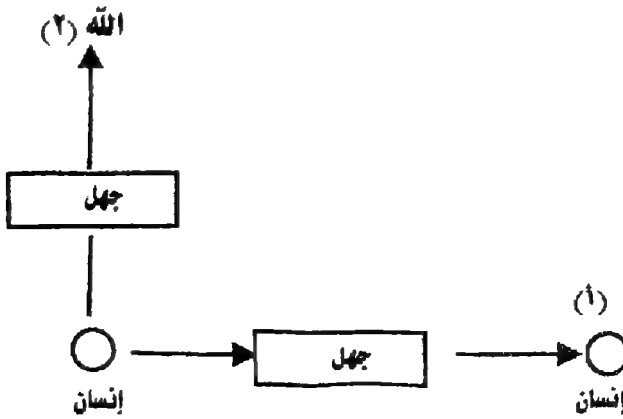 الله (٢)
جهل
(أ)
جهل
إنسان
إنسان